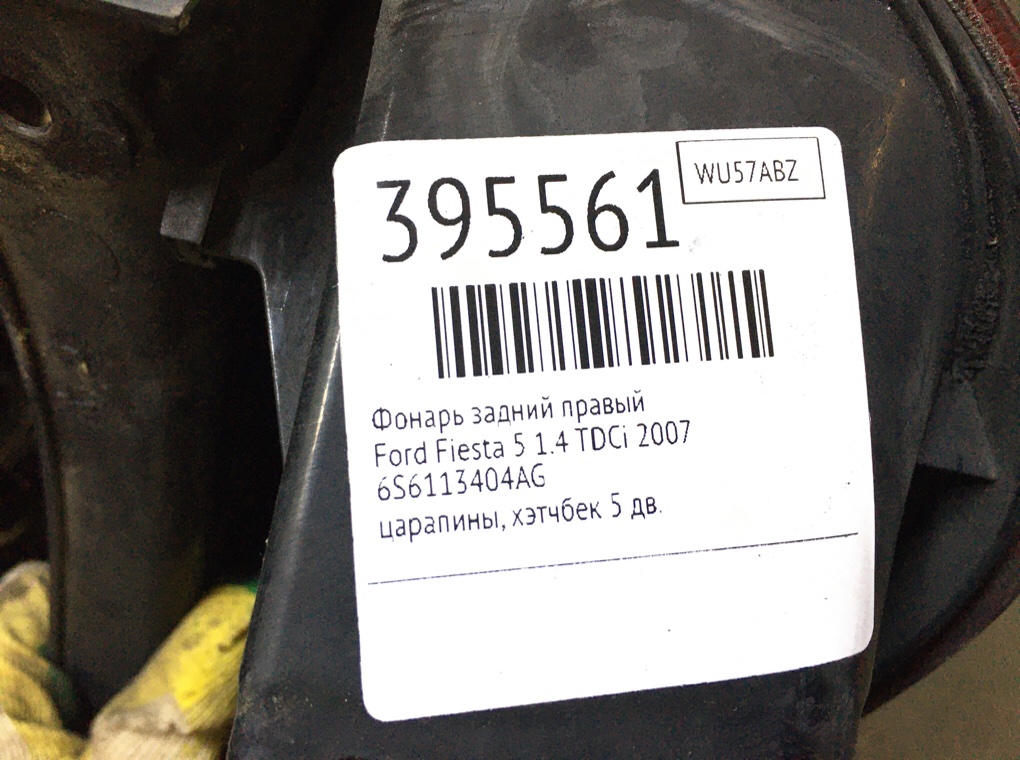 395561
WU57ABZ
Фонарь задний правый
Ford Fiesta 5 1.4 TDCi 2007
6S6113404AG
царапины, хэтчбек 5 дв.